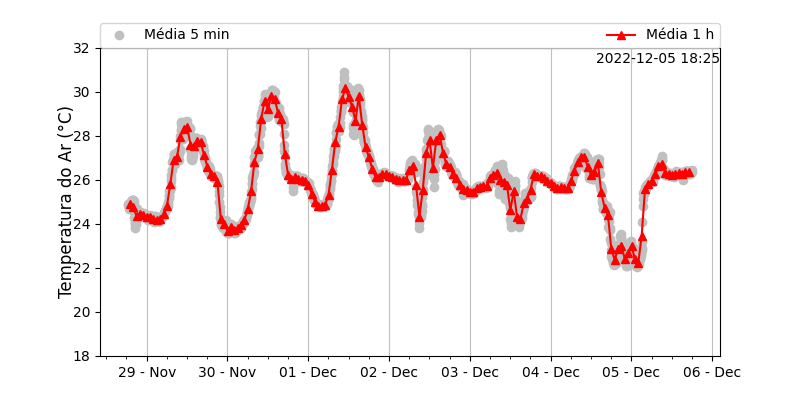 Média 5 min
Média 1 h
2022-12-05 18:25
Temperatura do Ar (°C)
32
30
28
26
24
22
20
18
29 - Nov
30 - Nov
01 - Dec
02 - Dec
03 - Dec
04 - Dec
05 - Dec
06 - Dec